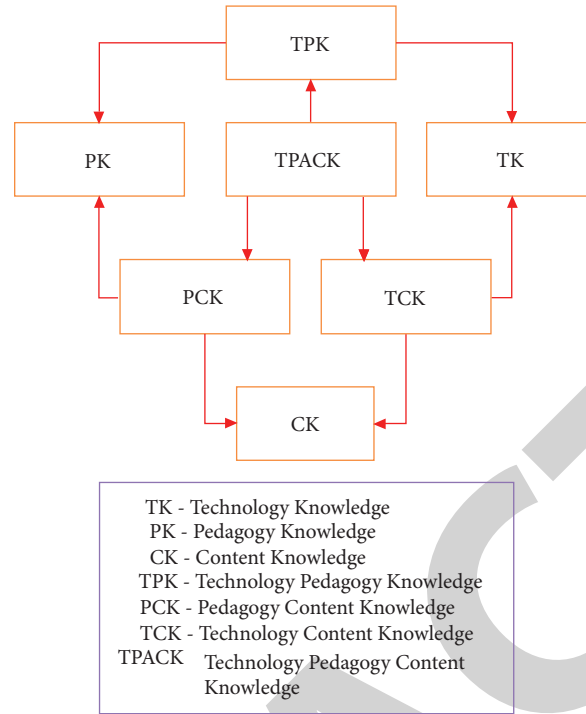 TPK
PK
TPACK
TK
PCK
TCK
CK
TK - Technology Knowledge
PK - Pedagogy Knowledge
CK - Content Knowledge
TPK - Technology Pedagogy Knowledge
PCK - Pedagogy Content Knowledge
TCK - Technology Content Knowledge
TPACK Technology Pedagogy Content
Knowledge